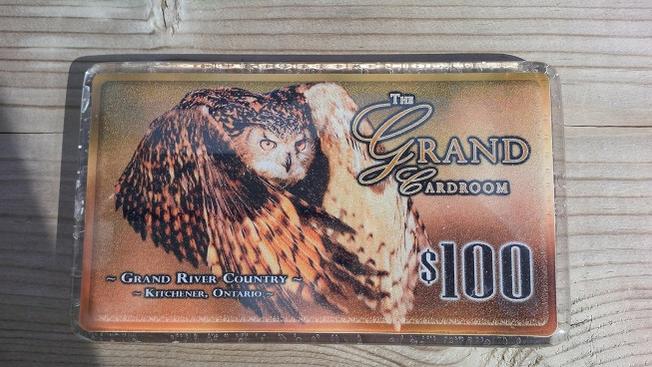 The
Grand
Cardroom
$100
~ Grand River Country ~
~ Kitchener, Ontario ~